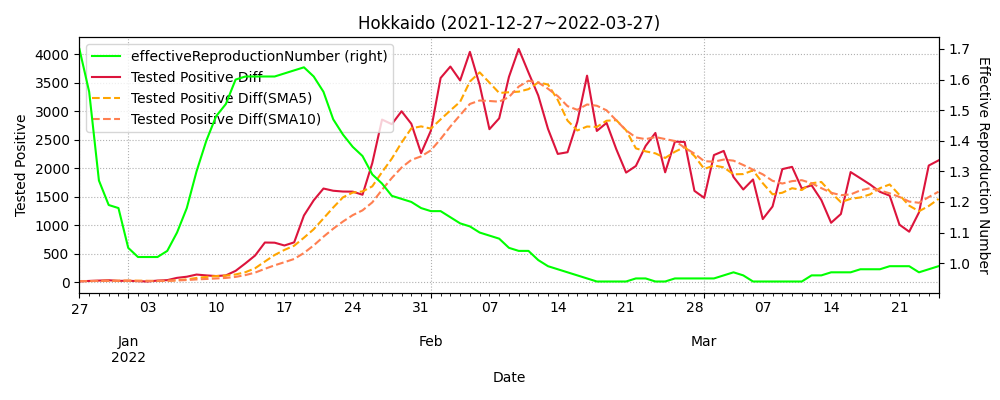 Hokkaido (2021-12-27~2022-03-27)
effectiveReproductionNumber (right)
Tested Positive Diff
Tested Positive Diff(SMA5)
Tested Positive Diff(SMA10)
Tested Positive
4000
3500
3000
2500
2000
1500
1000
500
0
1.7
1.6
1.5
1.4
1.3
1.2
1.1
1.0
Effective Reproduction Number
27 03 10 17 24 31 07 14 21 28 07 14 21
Jan Feb Mar
2022
Date